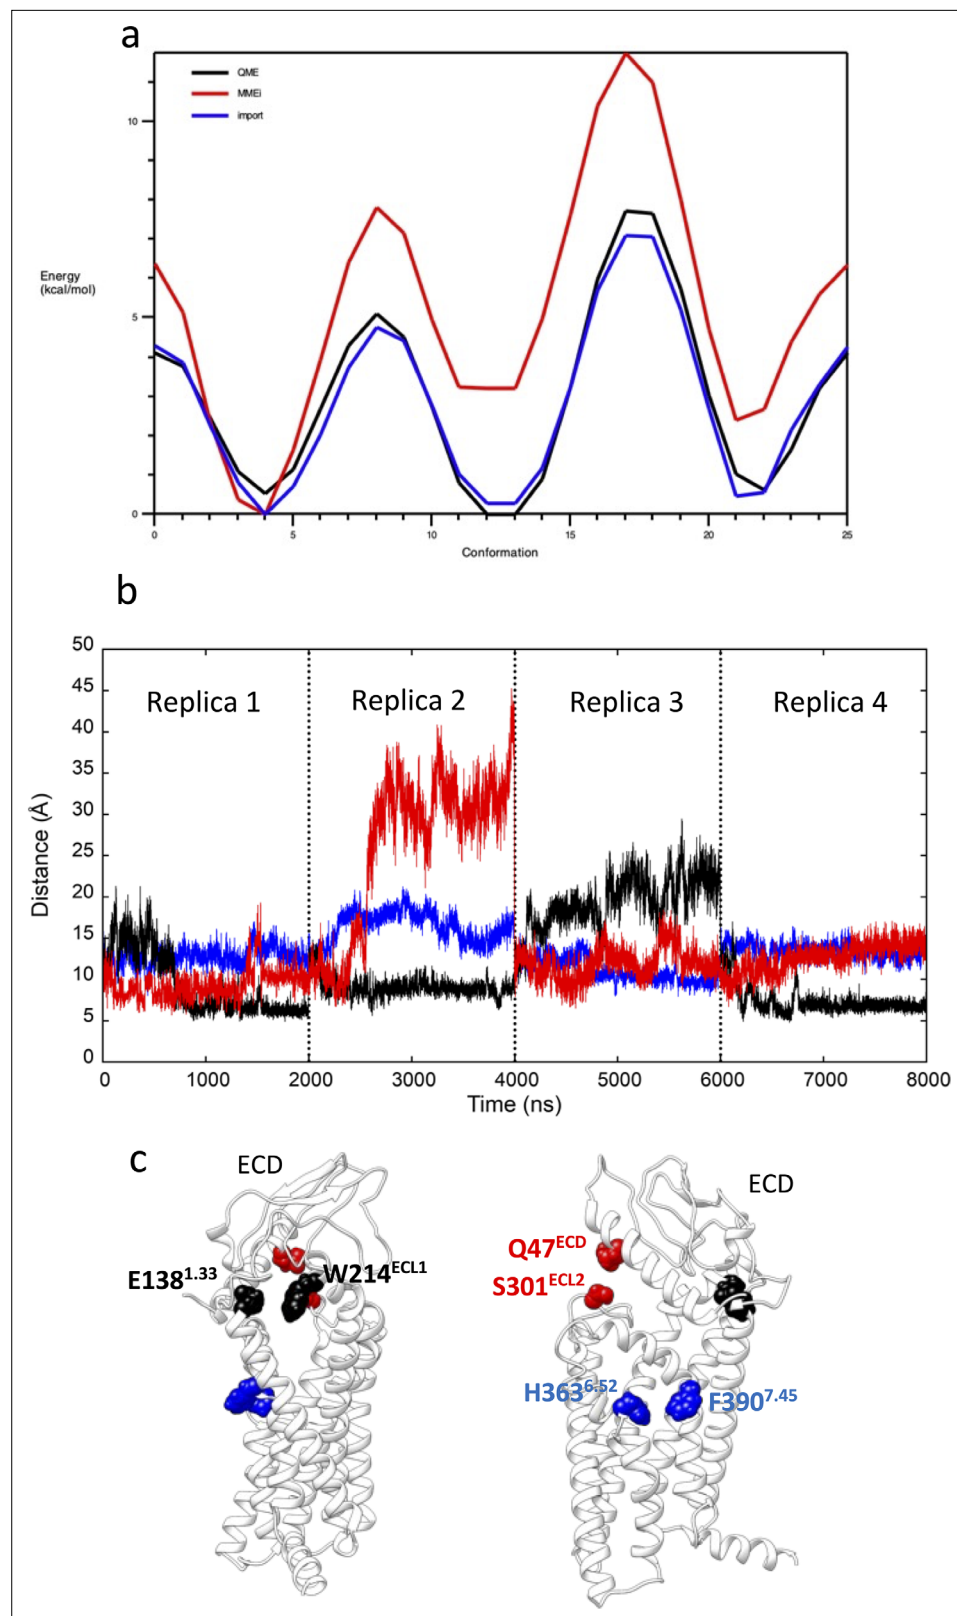 a
QME
MMEi
import
10
5
0
Energy
(kcal/mol)
0 5 10 15 20 25
Conformation
b
50
45
40
35
30
25
20
15
10
5
0
Replica 1 Replica 2 Replica 3 Replica 4
Distance (Å)
0 1000 2000 3000 4000 5000 6000 7000 8000
Time (ns)
c
ECD
ECD
E138^1.33
W214^ECL1
Q47^ECD
S301^ECL2
H363^6.52
F390^7.45